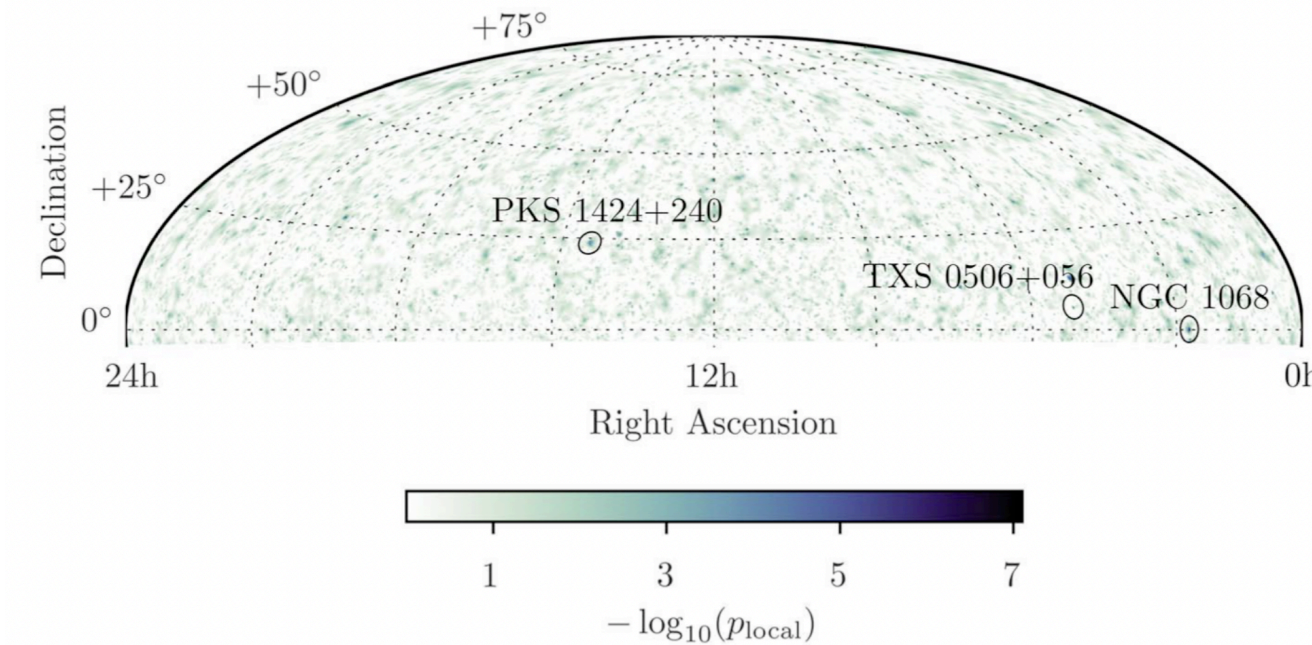 +75°
+50°
+25°
0°
Declination
PKS 1424+240
TXS 0506+056
NGC 1068
24h
12h
0h
Right Ascension
1
3
5
7
− log₁₀(p_local)